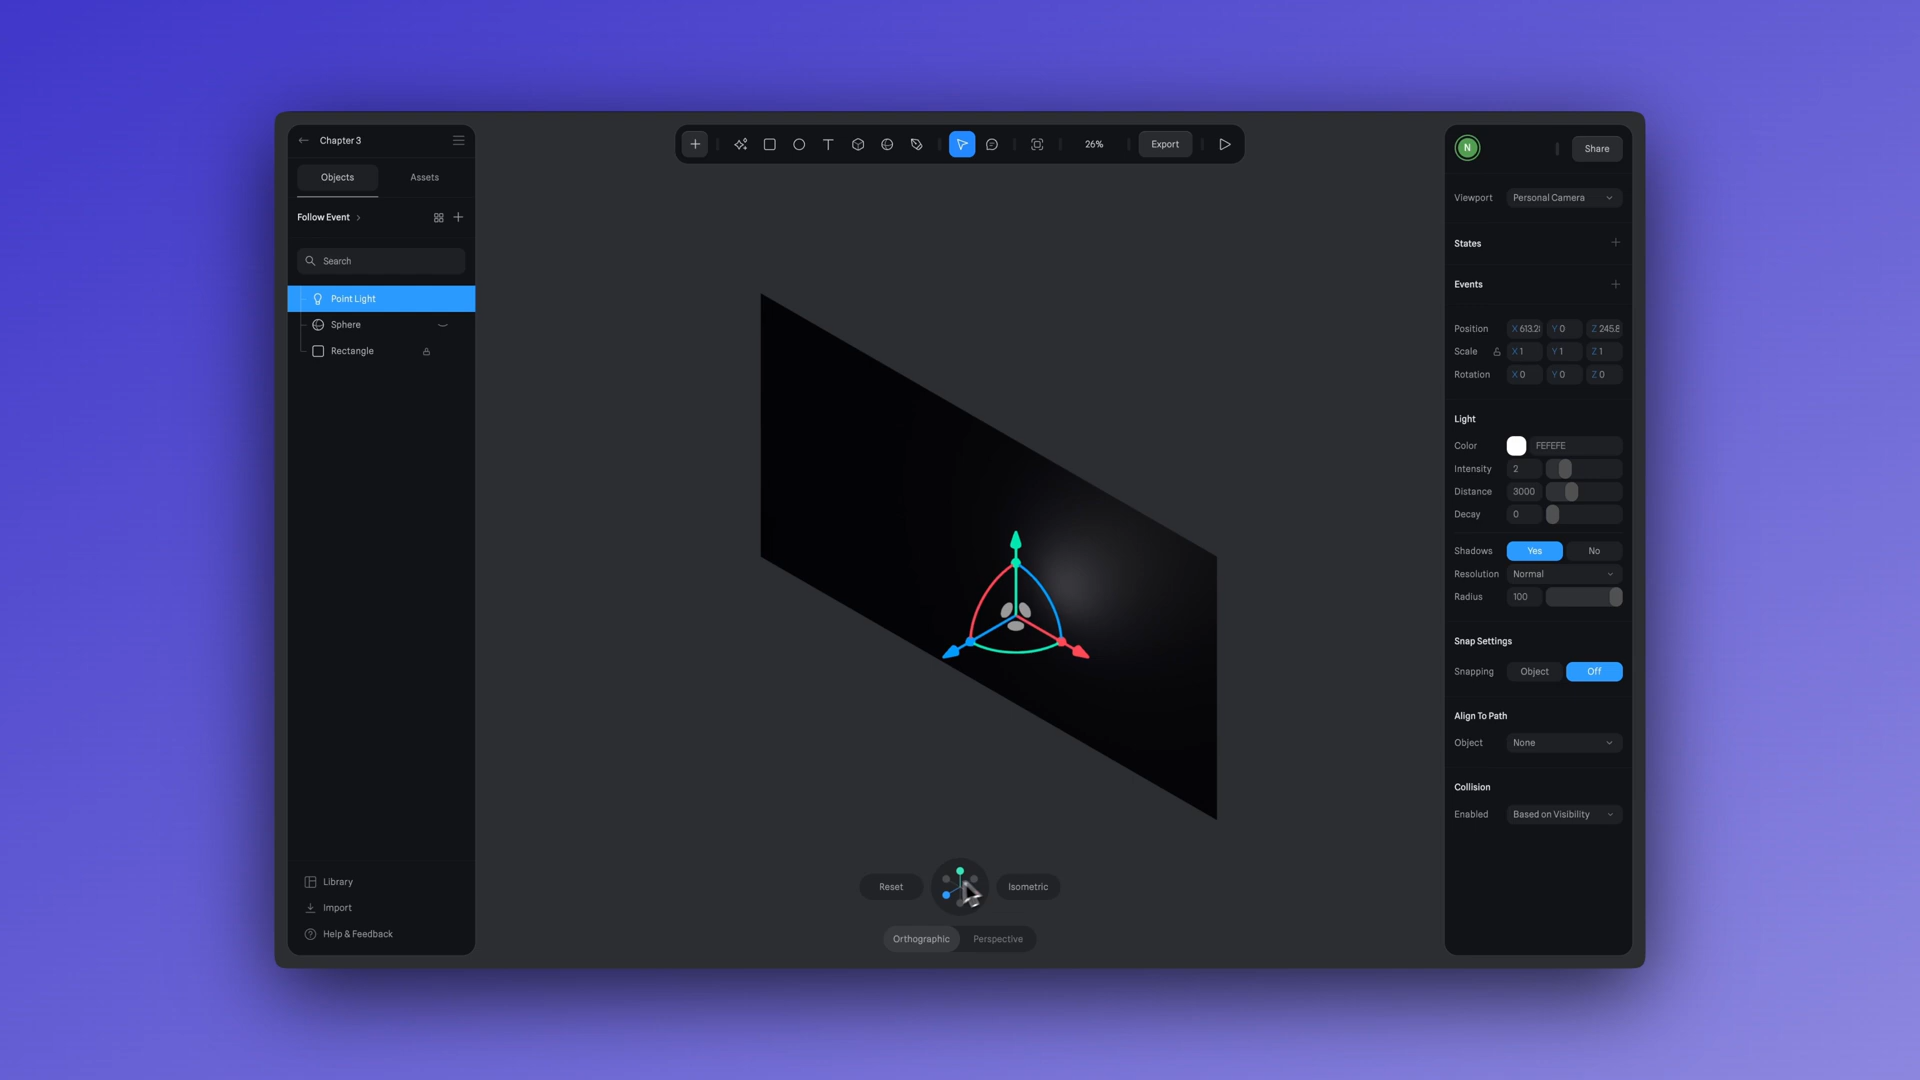 Chapter 3
Objects
Assets
Follow Event
Search
Point Light
Sphere
Rectangle
Library
Import
Help & Feedback
26%
Export
Reset
Isometric
Orthographic
Perspective
N
Share
Viewport Personal Camera
States
Events
Position X 613.2 Y 0 Z 245.8
Scale X 1 Y 1 Z 1
Rotation X 0 Y 0 Z 0
Light
Color FEFEFE
Intensity 2
Distance 3000
Decay 0
Shadows Yes No
Resolution Normal
Radius 100
Snap Settings
Snapping Object Off
Align To Path
Object None
Collision
Enabled Based on Visibility